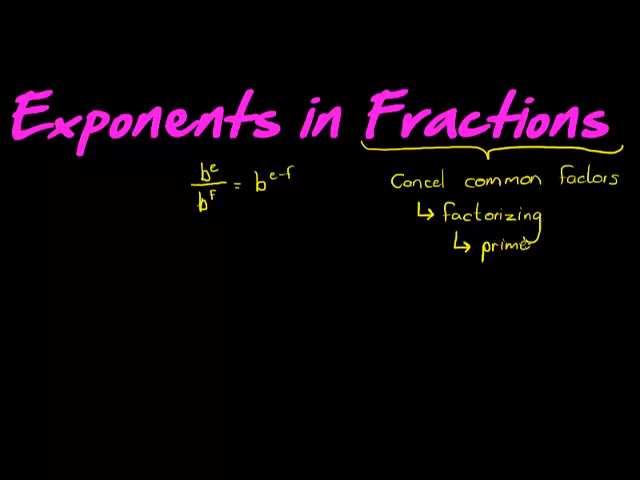 Exponents in Fractions
b^e / b^f = b^(e-f)
Cancel common factors
↳ factorizing
↳ prime